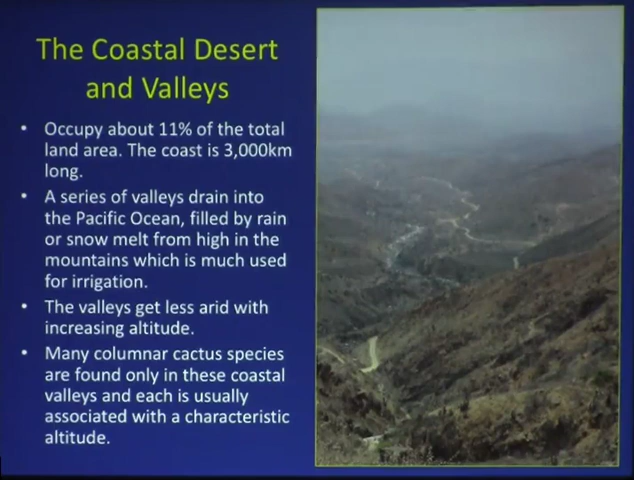 The Coastal Desert
and Valleys
• Occupy about 11% of the total
land area. The coast is 3,000km
long.
• A series of valleys drain into
the Pacific Ocean, filled by rain
or snow melt from high in the
mountains which is much used
for irrigation.
• The valleys get less arid with
increasing altitude.
• Many columnar cactus species
are found only in these coastal
valleys and each is usually
associated with a characteristic
altitude.